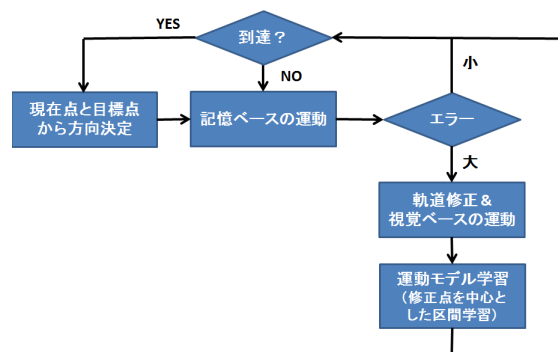 YES
到達？
NO
小
現在点と目標点
から方向決定
記憶ベースの運動
エラー
大
軌道修正＆
視覚ベースの運動
運動モデル学習
（修正点を中心と
した区間学習）